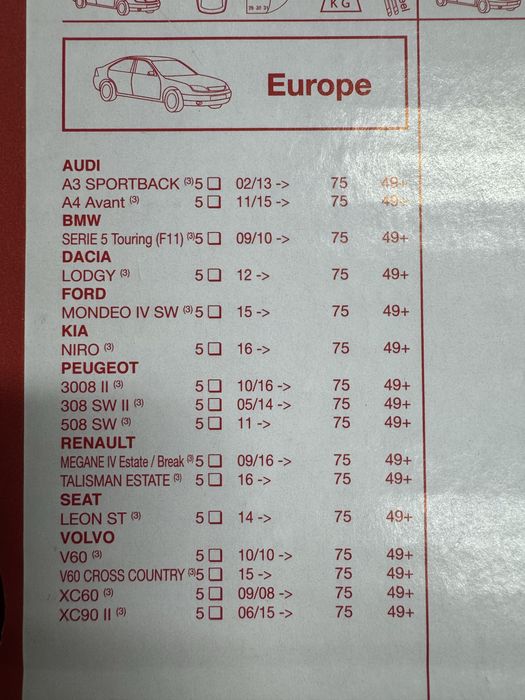 KG
Europe
AUDI
A3 SPORTBACK (3) 5 ❑ 02/13 -> 75 49+
A4 Avant (3) 5 ❑ 11/15 -> 75 49+
BMW
SERIE 5 Touring (F11) (3) 5 ❑ 09/10 -> 75 49+
DACIA
LODGY (3) 5 ❑ 12 -> 75 49+
FORD
MONDEO IV SW (3) 5 ❑ 15 -> 75 49+
KIA
NIRO (3) 5 ❑ 16 -> 75 49+
PEUGEOT
3008 II (3) 5 ❑ 10/16 -> 75 49+
308 SW II (3) 5 ❑ 05/14 -> 75 49+
508 SW (3) 5 ❑ 11 -> 75 49+
RENAULT
MEGANE IV Estate / Break (3) 5 ❑ 09/16 -> 75 49+
TALISMAN ESTATE (3) 5 ❑ 16 -> 75 49+
SEAT
LEON ST (3) 5 ❑ 14 -> 75 49+
VOLVO
V60 (3) 5 ❑ 10/10 -> 75 49+
V60 CROSS COUNTRY (3) 5 ❑ 15 -> 75 49+
XC60 (3) 5 ❑ 09/08 -> 75 49+
XC90 II (3) 5 ❑ 06/15 -> 75 49+